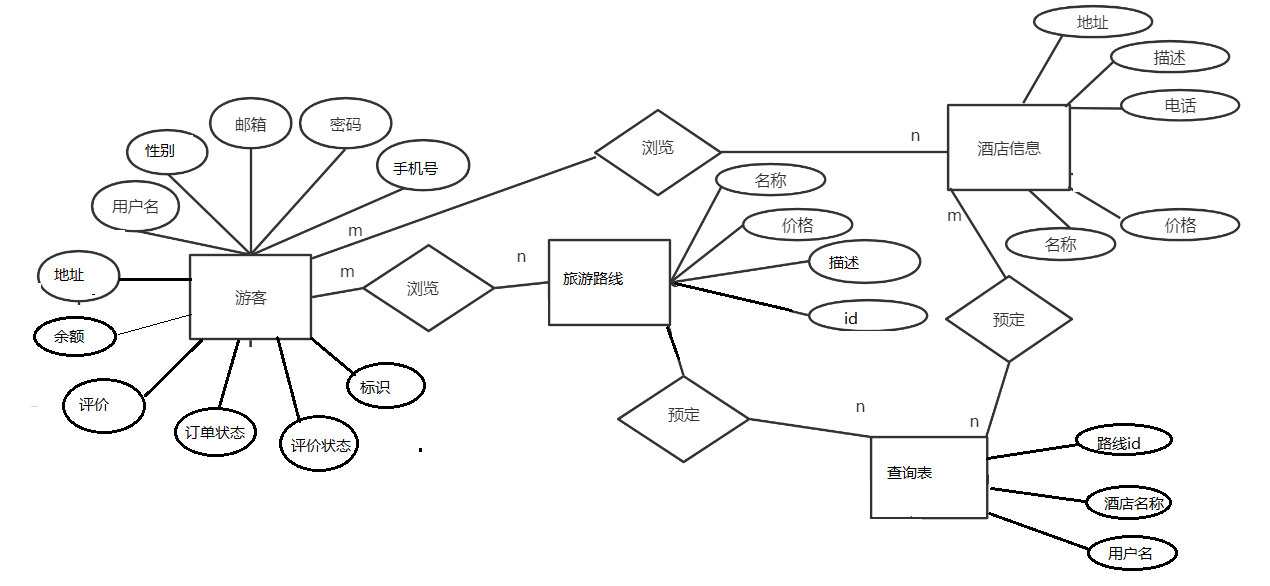 地址
描述
电话
邮箱
密码
性别
手机号
浏览
n
酒店信息
用户名
名称
m
价格
m
价格
名称
地址
游客
m
浏览
n
旅游路线
描述
id
预定
余额
标识
评价
订单状态
评价状态
预定
n
n
查询表
路线id
酒店名称
用户名